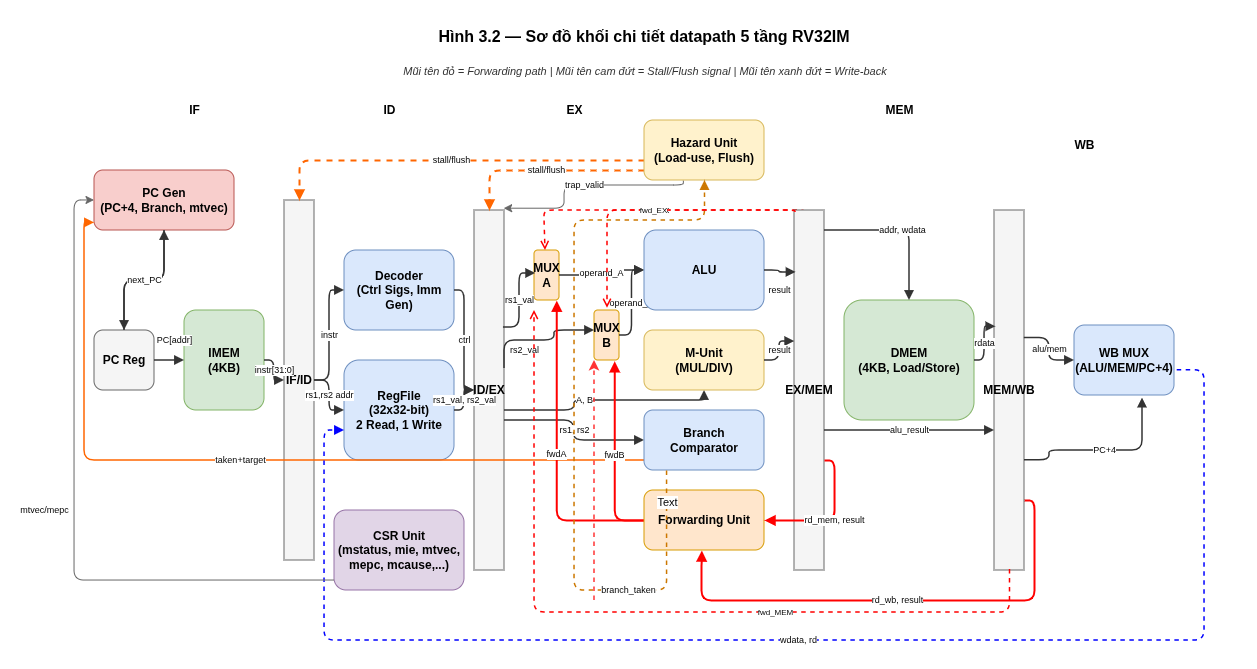 Hình 3.2 — Sơ đồ khối chi tiết datapath 5 tầng RV32IM
Mũi tên đỏ = Forwarding path | Mũi tên cam đứt = Stall/Flush signal | Mũi tên xanh đứt = Write-back
IF
ID
EX
MEM
WB
Hazard Unit
(Load-use, Flush)
stall/flush
stall/flush
trap_valid
PC Gen
(PC+4, Branch, mtvec)
fwd_EX
addr, wdata
next_PC
Decoder
(Ctrl Sigs, Imm
Gen)
MUX
A
operand_A
ALU
result
rs1_val
operand_
PC Reg
PC[addr]
IMEM
(4KB)
instr[31:0]
IF/ID
instr
ctrl
rs1,rs2 addr
RegFile
(32x32-bit)
2 Read, 1 Write
rs1_val, rs2_val
ID/EX
rs2_val
MUX
B
M-Unit
(MUL/DIV)
result
EX/MEM
DMEM
(4KB, Load/Store)
rdata
MEM/WB
alu/mem
WB MUX
(ALU/MEM/PC+4)
A, B
rs1, rs2
Branch
Comparator
alu_result
PC+4
taken+target
fwdA
fwdB
mtvec/mepc
CSR Unit
(mstatus, mie, mtvec,
mepc, mcause,...)
Text
Forwarding Unit
rd_mem, result
branch_taken
rd_wb, result
fwd_MEM
wdata, rd